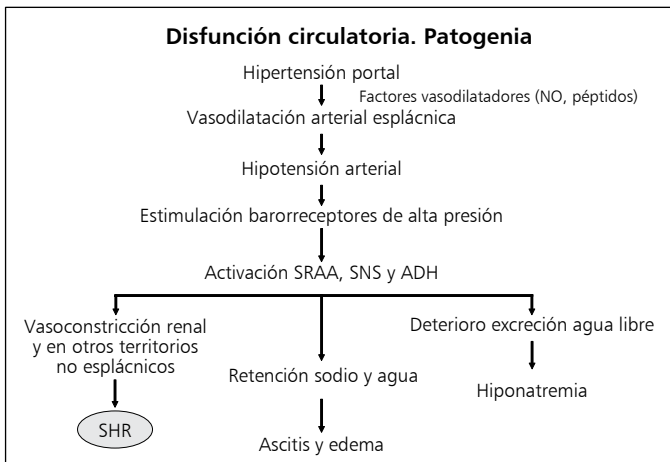 Disfunción circulatoria. Patogenia
Hipertensión portal
Factores vasodilatadores (NO, péptidos)
Vasodilatación arterial esplácnica
Hipotensión arterial
Estimulación barorreceptores de alta presión
Activación SRAA, SNS y ADH
Vasoconstricción renal
y en otros territorios
no esplácnicos
SHR
Retención sodio y agua
Ascitis y edema
Deterioro excreción agua libre
Hiponatremia